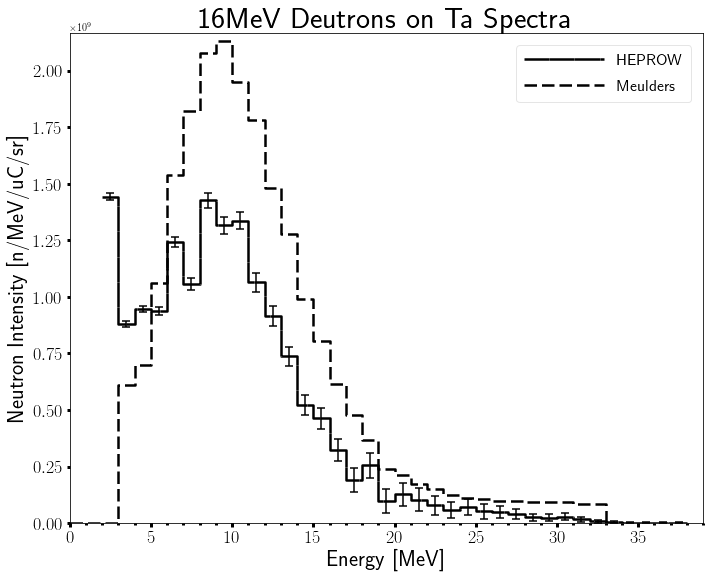 16MeV Deutrons on Ta Spectra
×10⁹
HEPROW
Meulders
Neutron Intensity [n/MeV/uC/sr]
2.00
1.75
1.50
1.25
1.00
0.75
0.50
0.25
0.00
0 5 10 15 20 25 30 35
Energy [MeV]